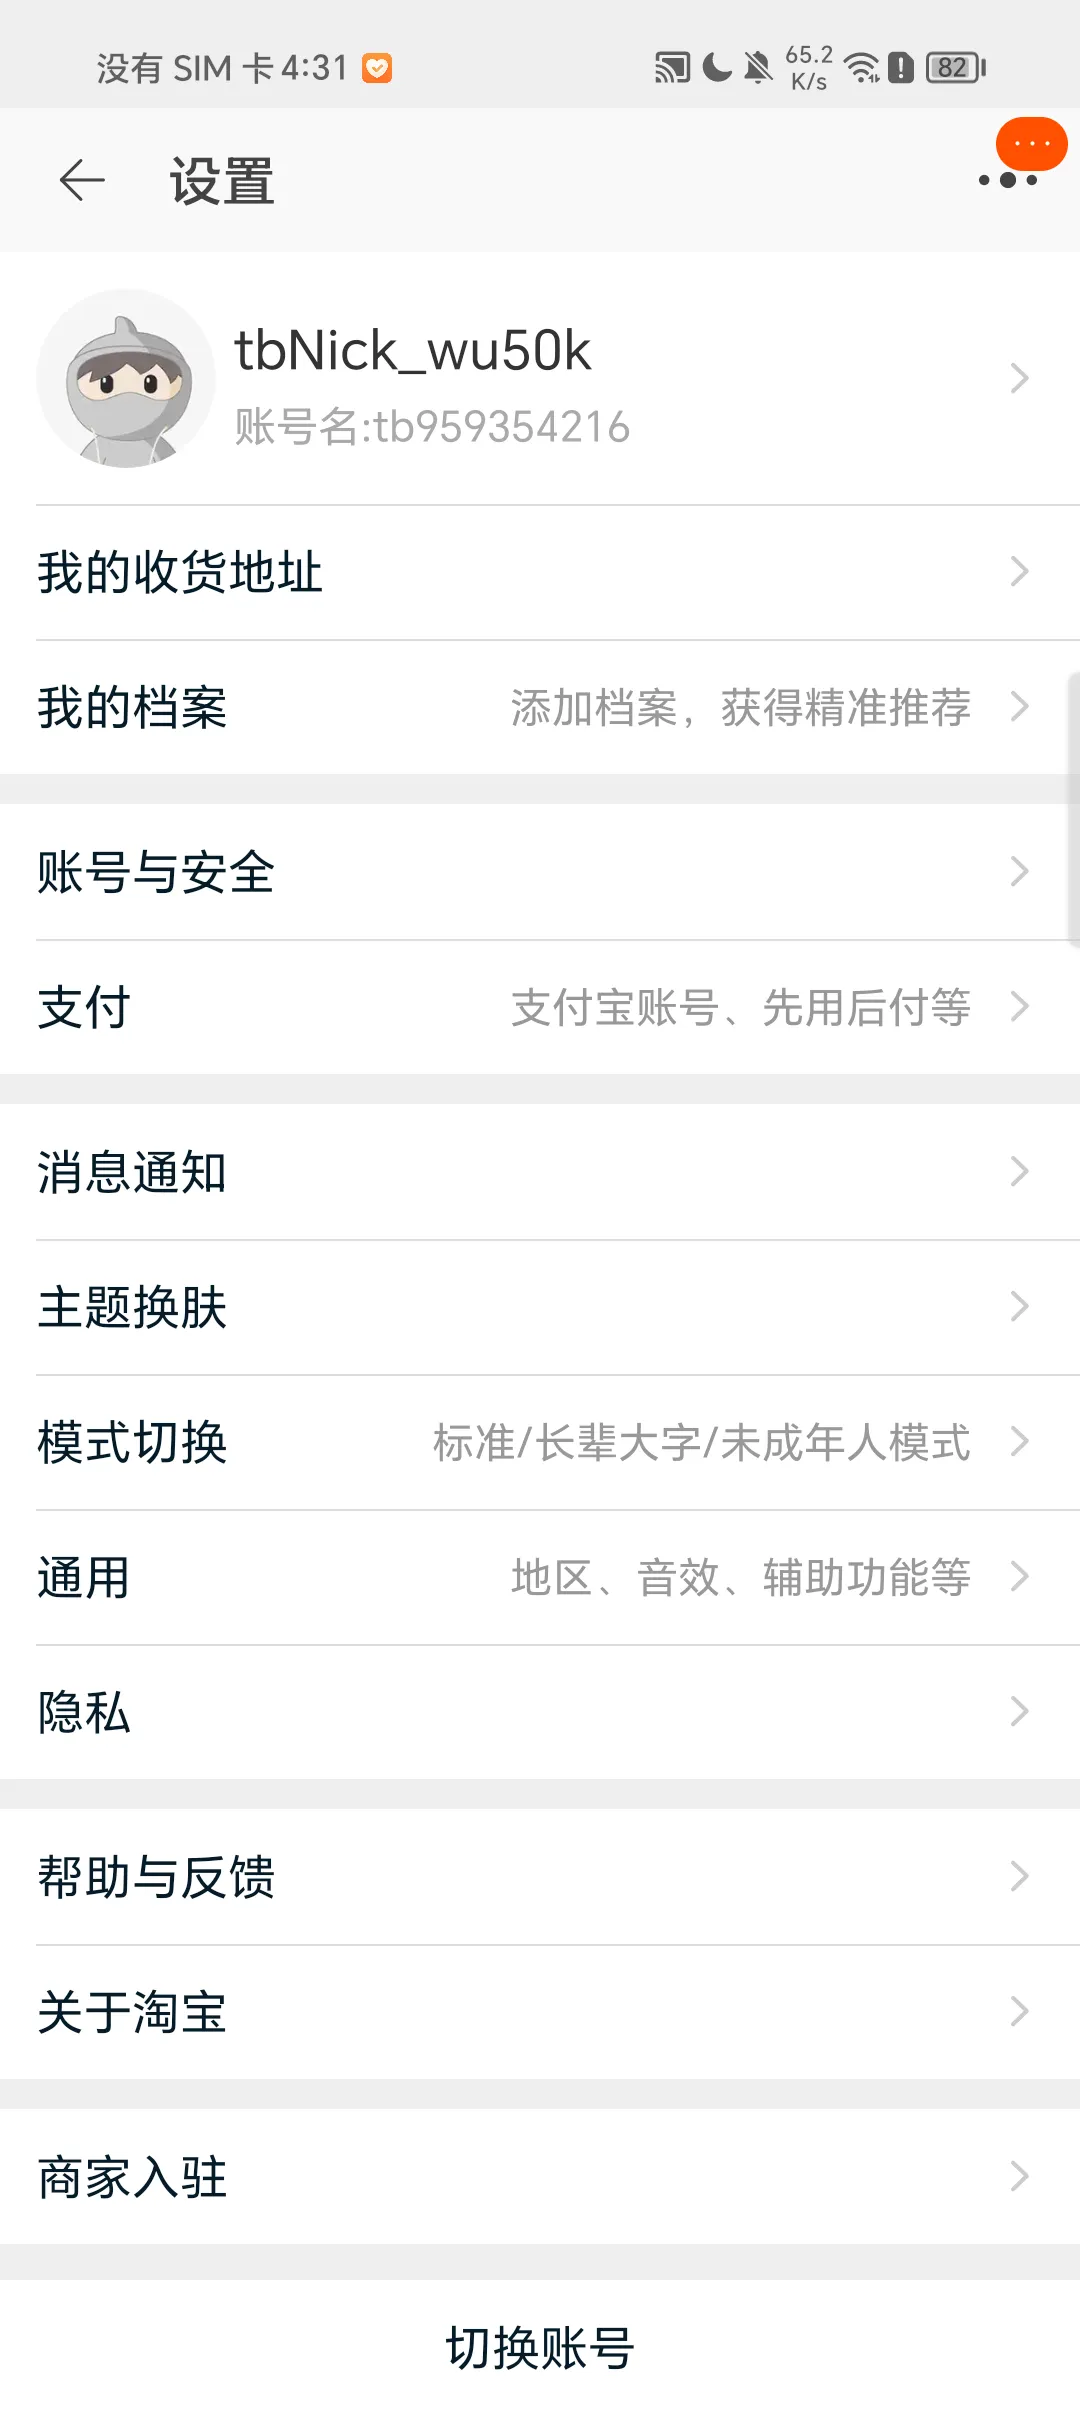 没有 SIM 卡 4:31
65.2
K/s
82
设置
tbNick_wu50k
账号名:tb959354216
我的收货地址
我的档案 添加档案，获得精准推荐
账号与安全
支付 支付宝账号、先用后付等
消息通知
主题换肤
模式切换 标准/长辈大字/未成年人模式
通用 地区、音效、辅助功能等
隐私
帮助与反馈
关于淘宝
商家入驻
切换账号